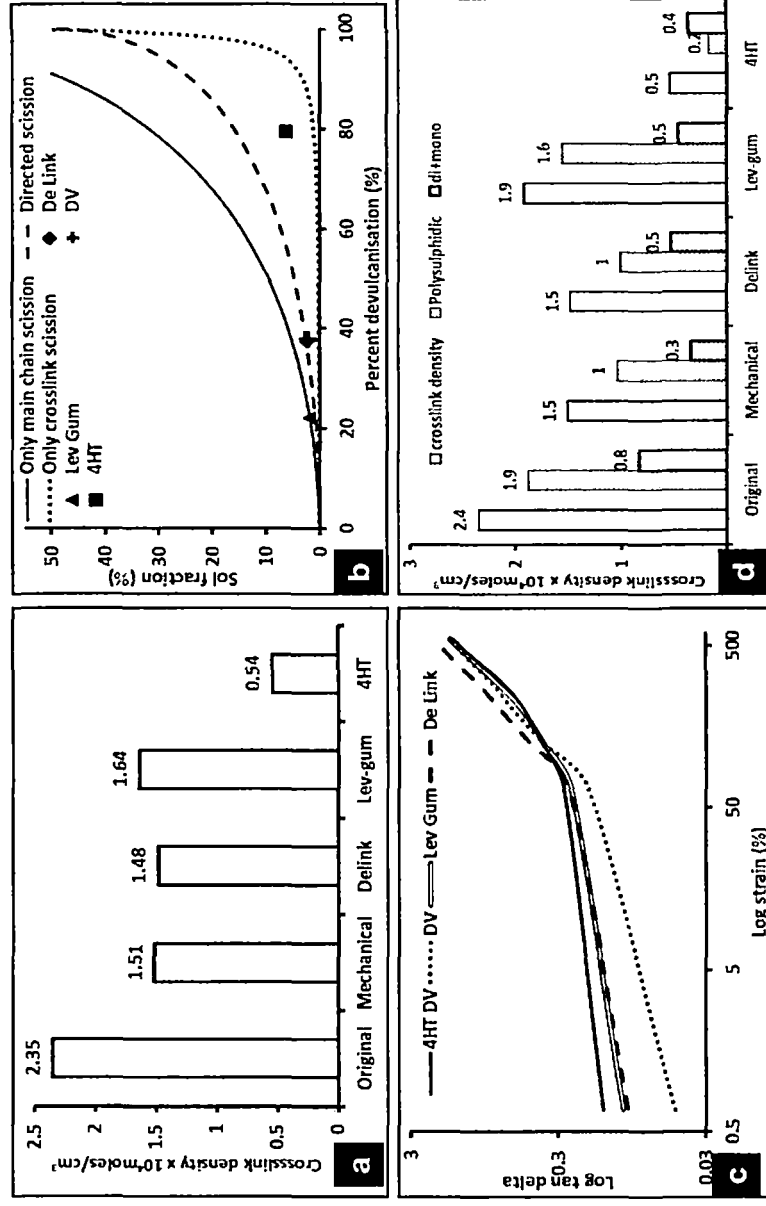 2.5
2
1.5
1
0.5
0
Crossslink density x 10⁴moles/cm³
2.35
1.51
1.48
1.64
0.54
Original Mechanical Delink Lev-gum 4HT
a
50
40
30
20
10
0
Sol fraction (%)
Only main chain scission
Directed scission
Only crosslink scission
De Link
Lev Gum
DV
4HT
0 20 40 60 80 100
Percent devulcanisation (%)
b
3
0.3
0.03
Log tan delta
4HT DV DV Lev Gum De Link
0.5 5 50 500
Log strain (%)
c
3
2
1
Crossslink density x 10⁴moles/cm³
crosslink density Polysulphidic di+mono
2.4 1.9 0.8
1.5 1 0.3
1.5 1 0.5
1.9 1.6 0.5
0.5 0.2 0.4
Original Mechanical Delink Lev-gum 4HT
d